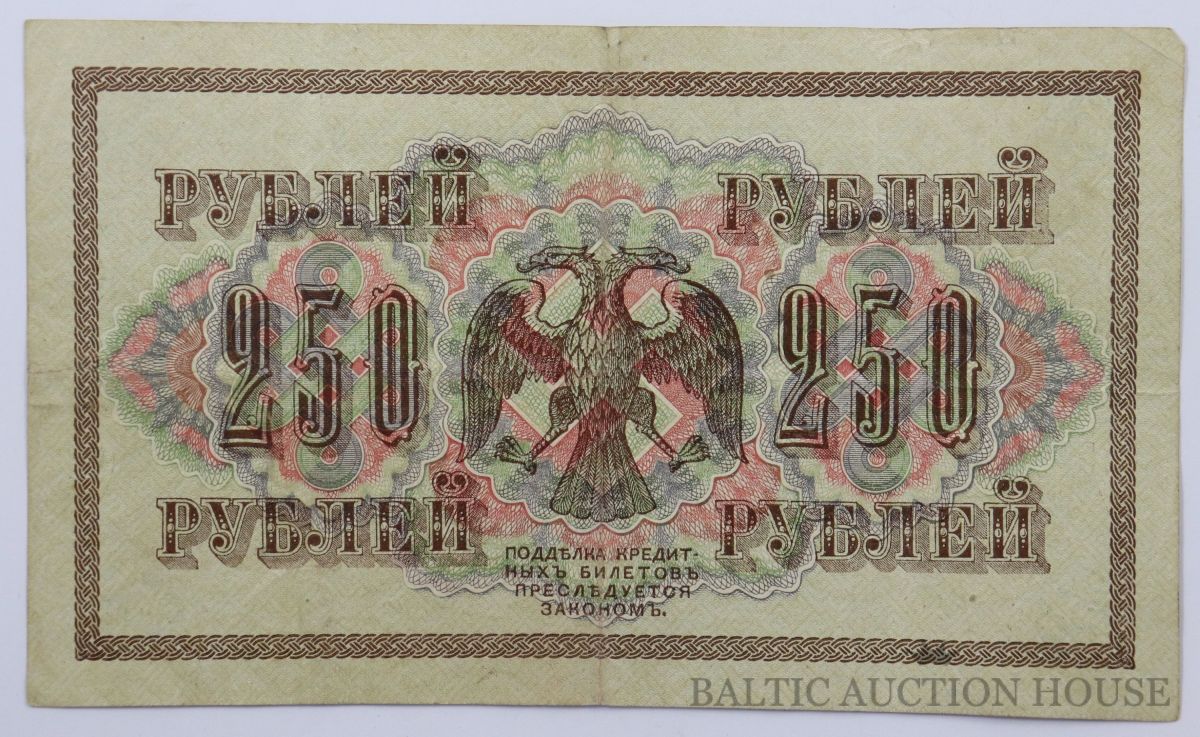 РУБЛЕЙ РУБЛЕЙ
250 250
РУБЛЕЙ РУБЛЕЙ
ПОДДѢЛКА КРЕДИТ-
НЫХЪ БИЛЕТОВЪ
ПРЕСЛѢДУЕТСЯ
ЗАКОНОМЪ.
BALTIC AUCTION HOUSE